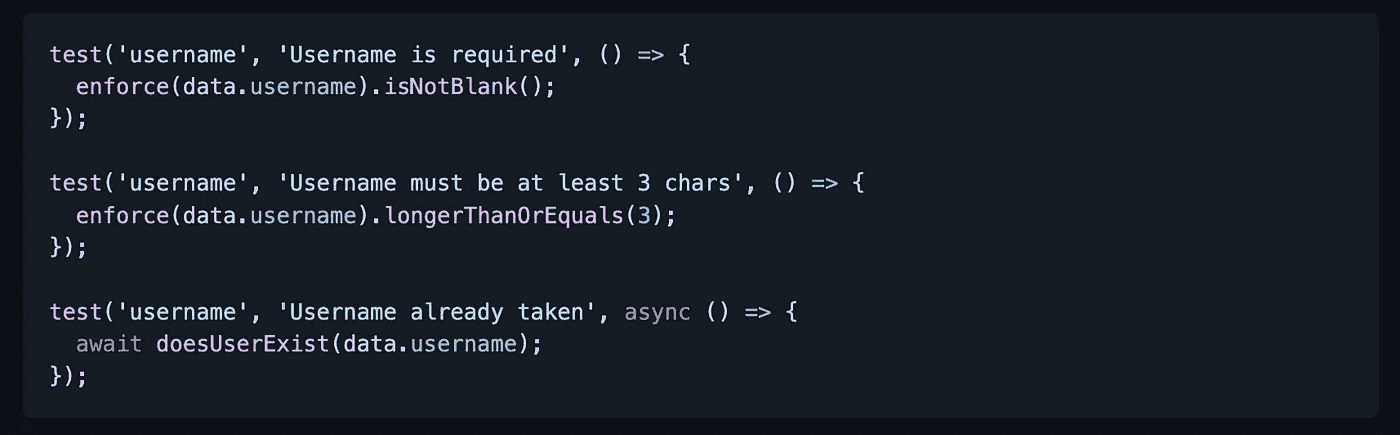 test('username', 'Username is required', () => {
  enforce(data.username).isNotBlank();
});

test('username', 'Username must be at least 3 chars', () => {
  enforce(data.username).longerThanOrEquals(3);
});

test('username', 'Username already taken', async () => {
  await doesUserExist(data.username);
});